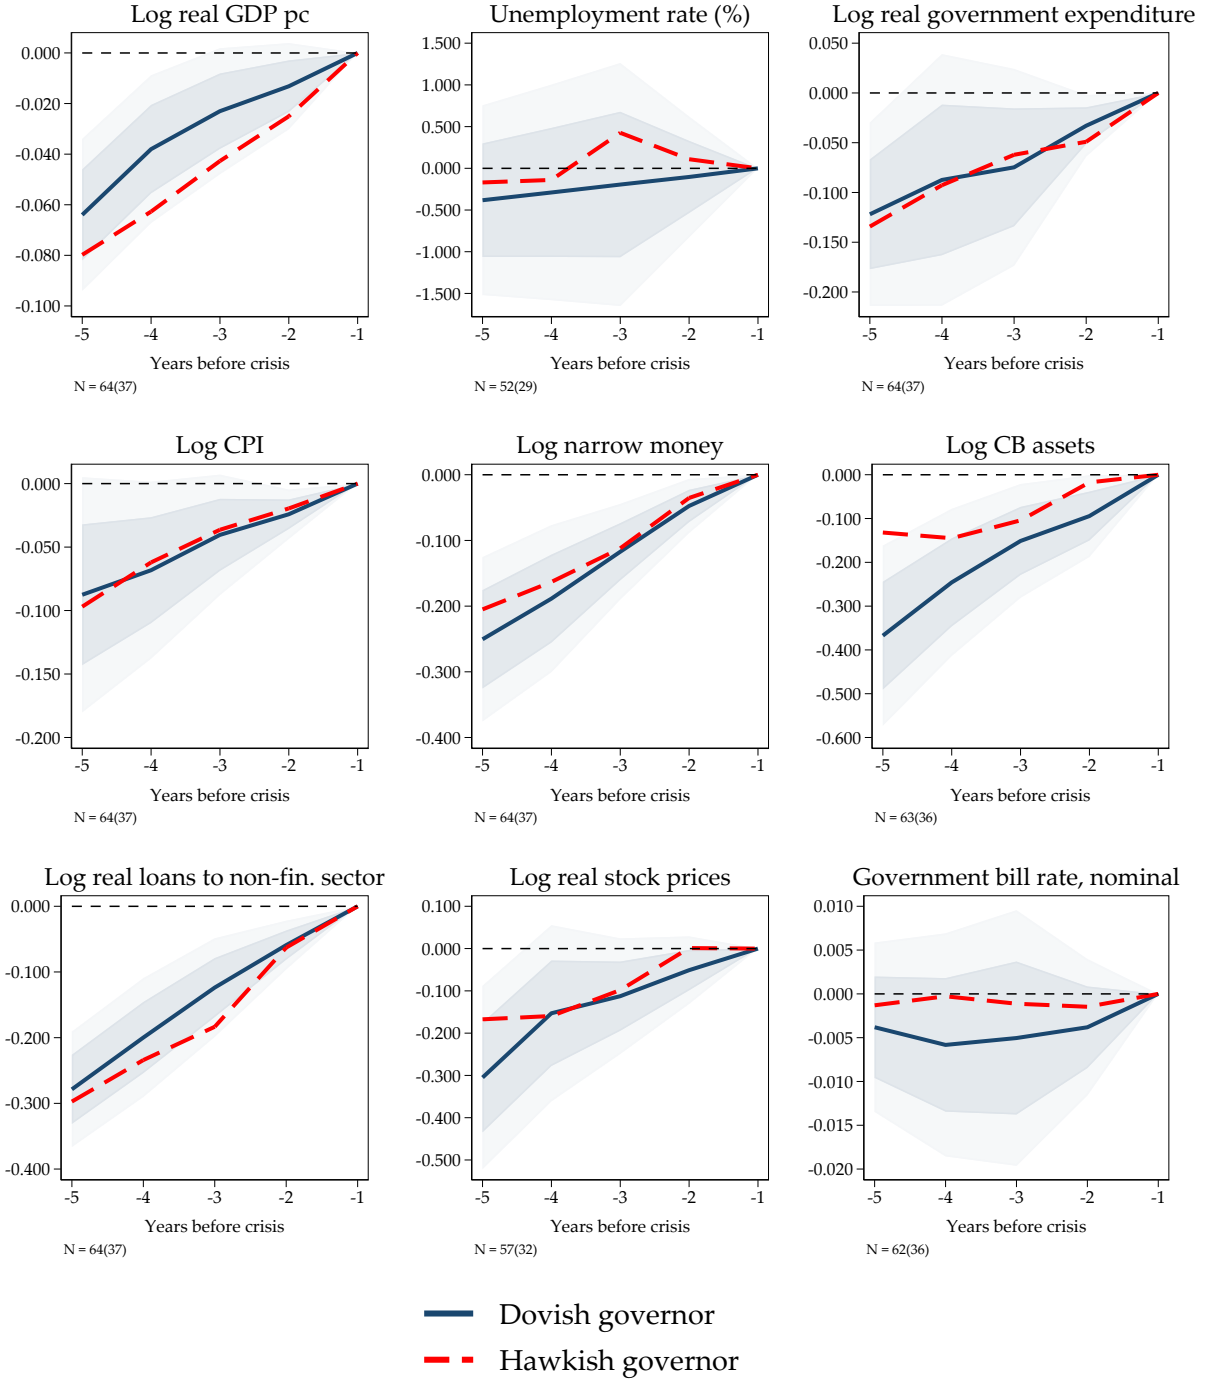 Log real GDP pc
0.000
-0.020
-0.040
-0.060
-0.080
-0.100
-5 -4 -3 -2 -1
Years before crisis
N = 64(37)
Unemployment rate (%)
1.500
1.000
0.500
0.000
-0.500
-1.000
-1.500
-5 -4 -3 -2 -1
Years before crisis
N = 52(29)
Log real government expenditure
0.050
0.000
-0.050
-0.100
-0.150
-0.200
-5 -4 -3 -2 -1
Years before crisis
N = 64(37)
Log CPI
0.000
-0.050
-0.100
-0.150
-0.200
-5 -4 -3 -2 -1
Years before crisis
N = 64(37)
Log narrow money
0.000
-0.100
-0.200
-0.300
-0.400
-5 -4 -3 -2 -1
Years before crisis
N = 64(37)
Log CB assets
0.000
-0.100
-0.200
-0.300
-0.400
-0.500
-0.600
-5 -4 -3 -2 -1
Years before crisis
N = 63(36)
Log real loans to non-fin. sector
0.000
-0.100
-0.200
-0.300
-0.400
-5 -4 -3 -2 -1
Years before crisis
N = 64(37)
Log real stock prices
0.100
0.000
-0.100
-0.200
-0.300
-0.400
-0.500
-5 -4 -3 -2 -1
Years before crisis
N = 57(32)
Government bill rate, nominal
0.010
0.005
0.000
-0.005
-0.010
-0.015
-0.020
-5 -4 -3 -2 -1
Years before crisis
N = 62(36)
Dovish governor
Hawkish governor